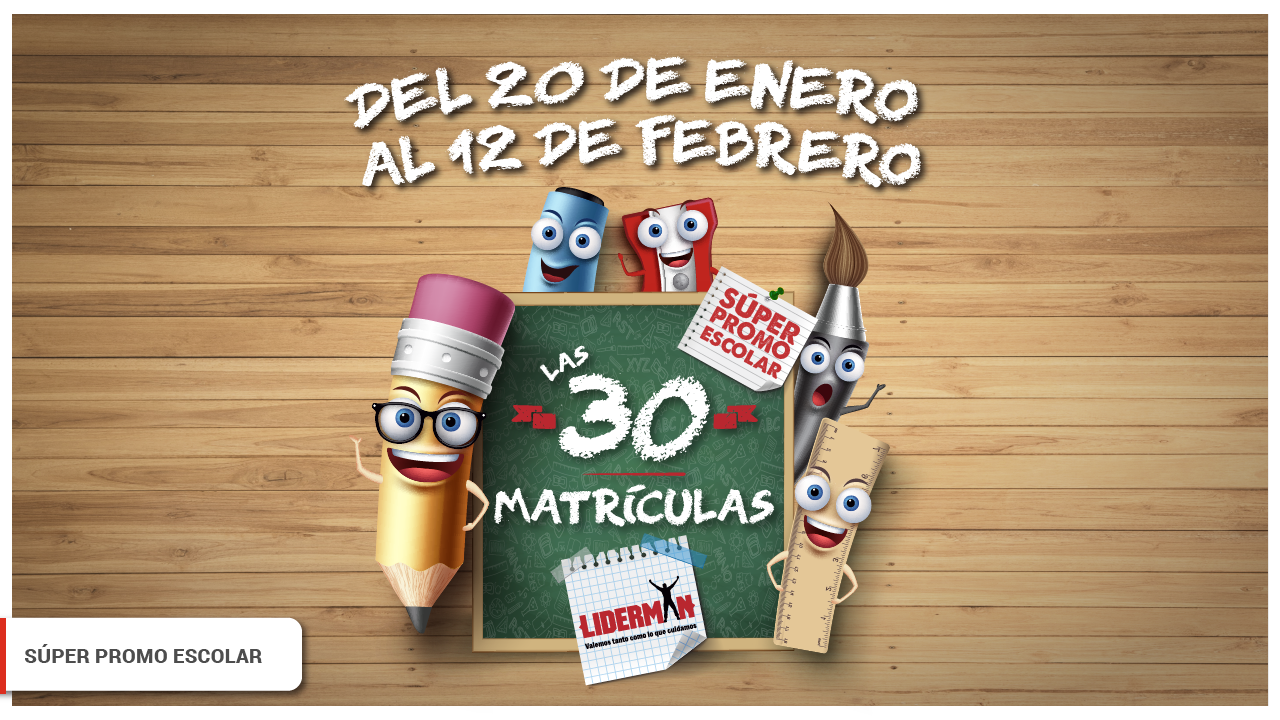 DEL 20 DE ENERO
AL 12 DE FEBRERO
SÚPER
PROMO
ESCOLAR
LAS
30
MATRÍCULAS
LIDERMAN
Valemos tanto como lo que cuidamos
SÚPER PROMO ESCOLAR